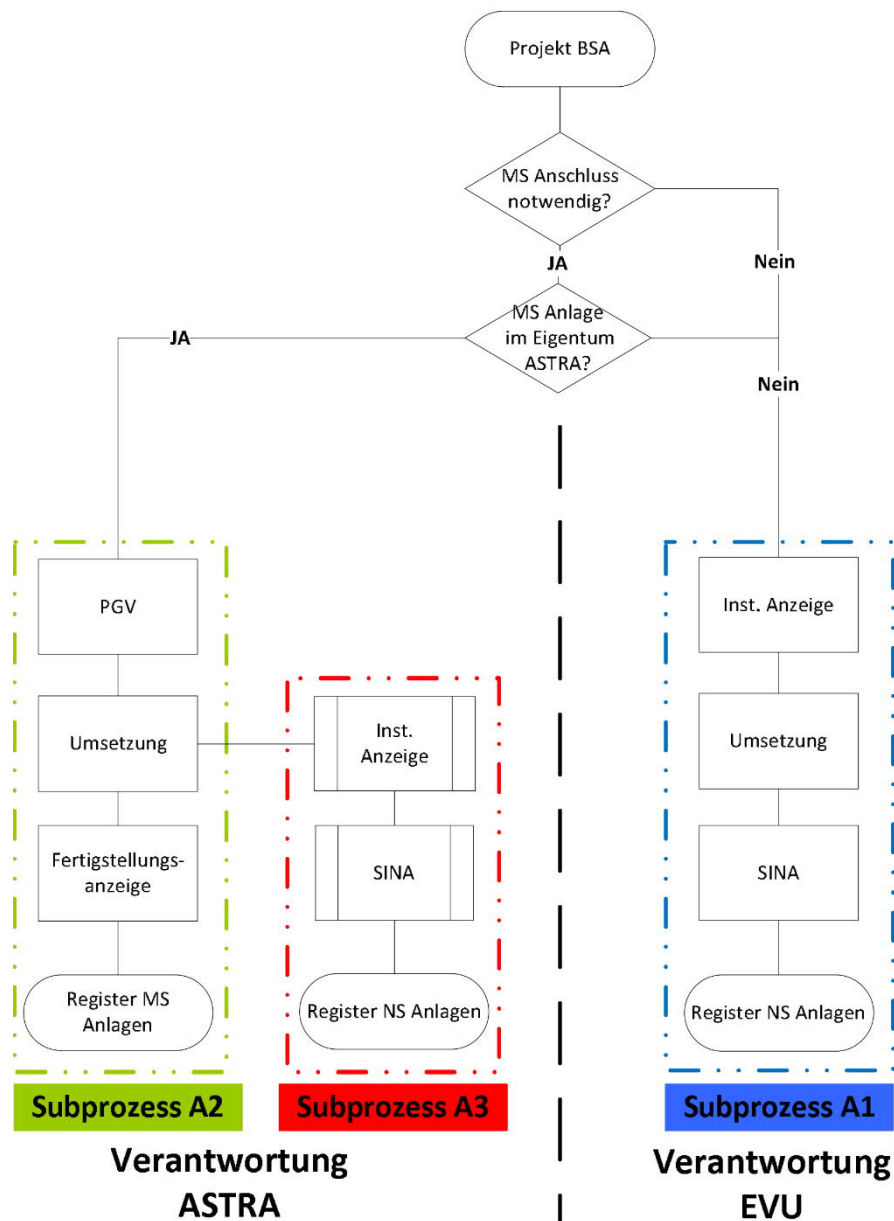 Projekt BSA
MS Anschluss
notwendig?
JA
Nein
MS Anlage
im Eigentum
ASTRA?
JA
Nein
PGV
Umsetzung
Fertigstellungs-
anzeige
Register MS
Anlagen
Subprozess A2
Inst.
Anzeige
SINA
Register NS Anlagen
Subprozess A3
Verantwortung
ASTRA
Inst. Anzeige
Umsetzung
SINA
Register NS Anlagen
Subprozess A1
Verantwortung
EVU